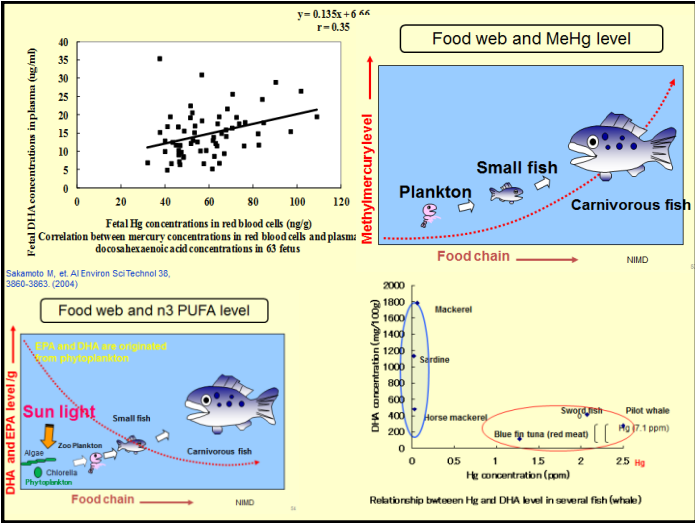 y= 0.135x + 6.66
r = 0.35
Fetal DHA concentrations in plasma (ug/ml)
40
35
30
25
20
15
10
5
0
0 20 40 60 80 100 120
Fetal Hg concentrations in red blood cells (ng/g)
Correlation between mercury concentrations in red blood cells and plasma
docosahexaenoic acid concentrations in 63 fetus
Sakamoto M, et. Al Environ Sci Technol 38,
3860-3863. (2004)
Food web and MeHg level
Methylmercury level
Plankton
Small fish
Carnivorous fish
Food chain
NIMD
Food web and n3 PUFA level
DHA and EPA level /g
EPA and DHA are originated
from phytoplankton
Sun light
Small fish
Zoo Plankton
Algae
Chlorella
Phytoplankton
Carnivorous fish
Food chain
NIMD
DHA concentration (mg/100g)
2000
1800
1600
1400
1200
1000
800
600
400
200
0
Mackerel
Sardine
Horse mackerel
Sword fish
Pilot whale
Hg (7.1 ppm)
Blue fin tuna (red meat)
0 0.5 1 1.5 2 2.5
Hg
Hg concentration (ppm)
Relationship bwteeen Hg and DHA level in several fish (whale)